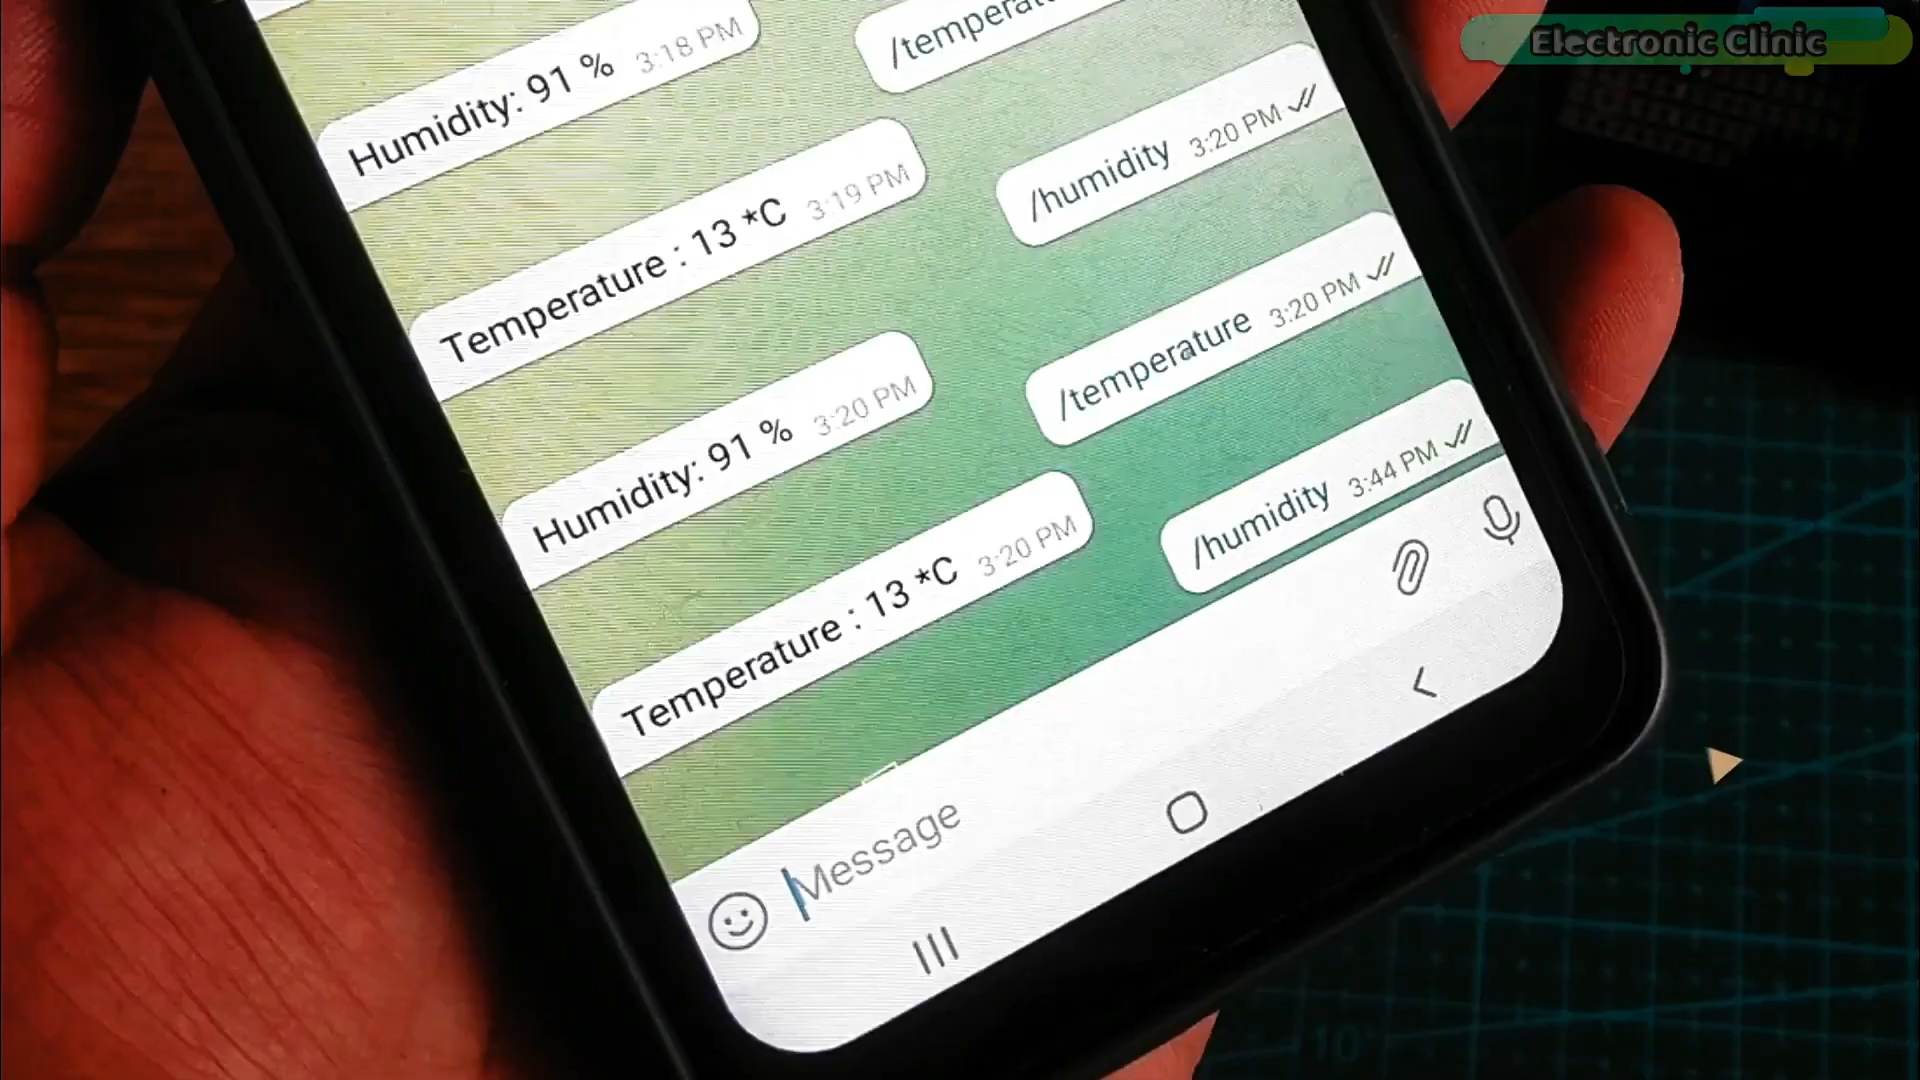 Electronic Clinic
Humidity: 91 % 3:18 PM
Temperature : 13 *C 3:19 PM
/humidity 3:20 PM
Humidity: 91 % 3:20 PM
/temperature 3:20 PM
Temperature : 13 *C 3:20 PM
/humidity 3:44 PM
Message
10°